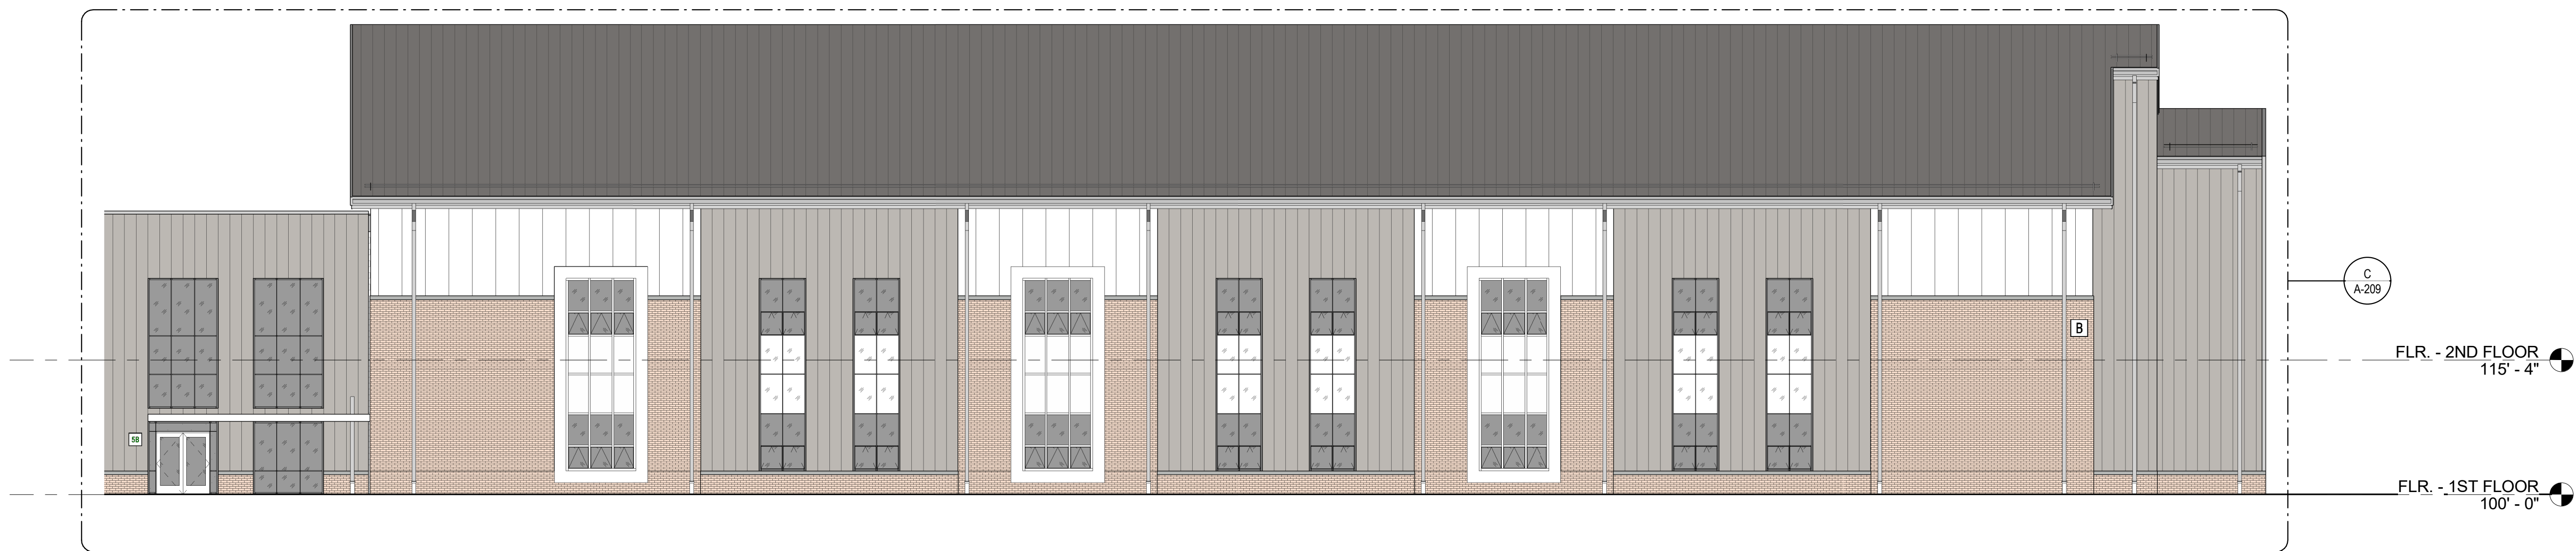 C
A-209
B
FLR. - 2ND FLOOR
115' - 4"
5B
FLR. - 1ST FLOOR
100' - 0"